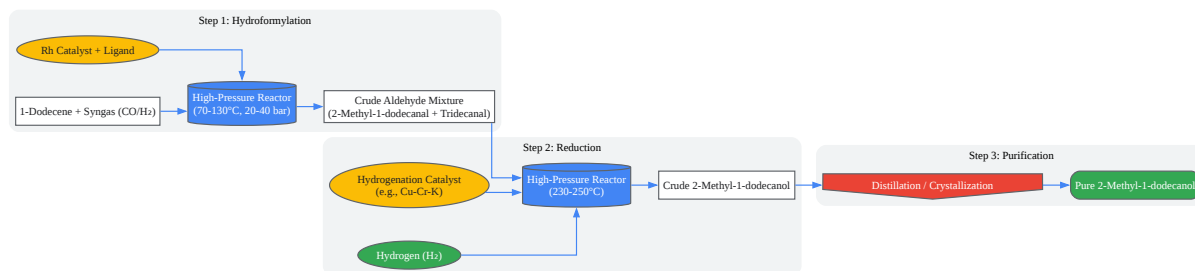 Step 1: Hydroformylation
Rh Catalyst + Ligand
1-Dodecene + Syngas (CO/H₂)
High-Pressure Reactor
(70-130°C, 20-40 bar)
Crude Aldehyde Mixture
(2-Methyl-1-dodecanal + Tridecanal)
Step 2: Reduction
Hydrogenation Catalyst
(e.g., Cu-Cr-K)
High-Pressure Reactor
(230-250°C)
Hydrogen (H₂)
Crude 2-Methyl-1-dodecanol
Step 3: Purification
Distillation / Crystallization
Pure 2-Methyl-1-dodecanol